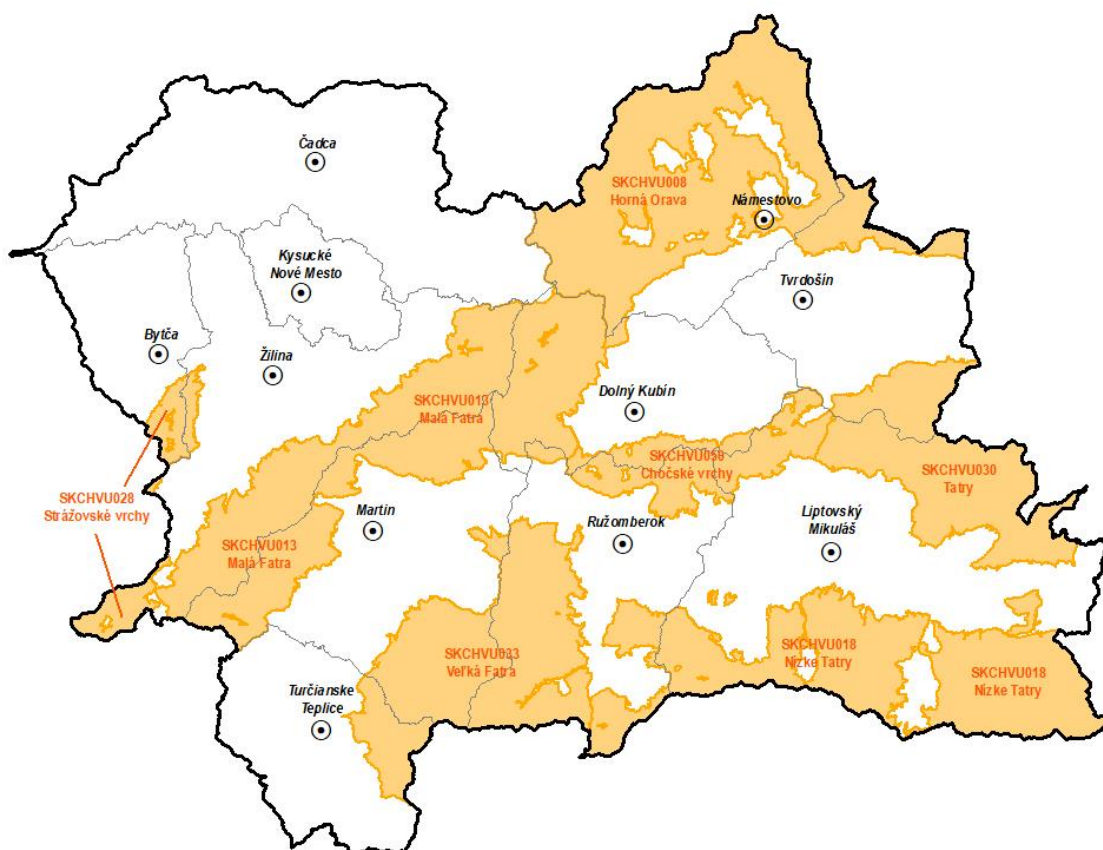 Čadca
SKCHVU008
Horná Orava
Námestovo
Kysucké
Nové Mesto
Tvrdošín
Bytča
Žilina
SKCHVU013
Malá Fatra
Dolný Kubín
SKCHVU050
Chočské vrchy
SKCHVU030
Tatry
SKCHVU028
Strážovské vrchy
Martin
Ružomberok
Liptovský
Mikuláš
SKCHVU013
Malá Fatra
SKCHVU033
Veľká Fatra
SKCHVU018
Nízke Tatry
SKCHVU018
Nízke Tatry
Turčianske
Teplice